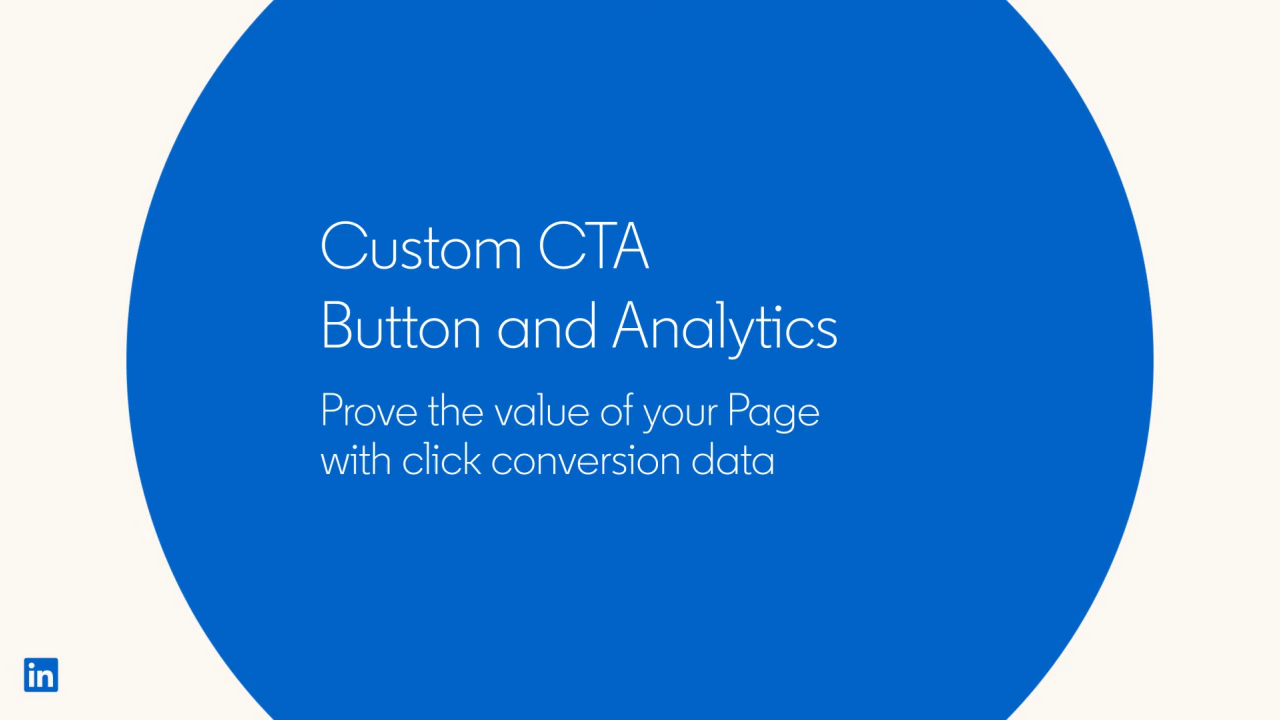 Custom CTA
Button and Analytics
Prove the value of your Page
with click conversion data
in